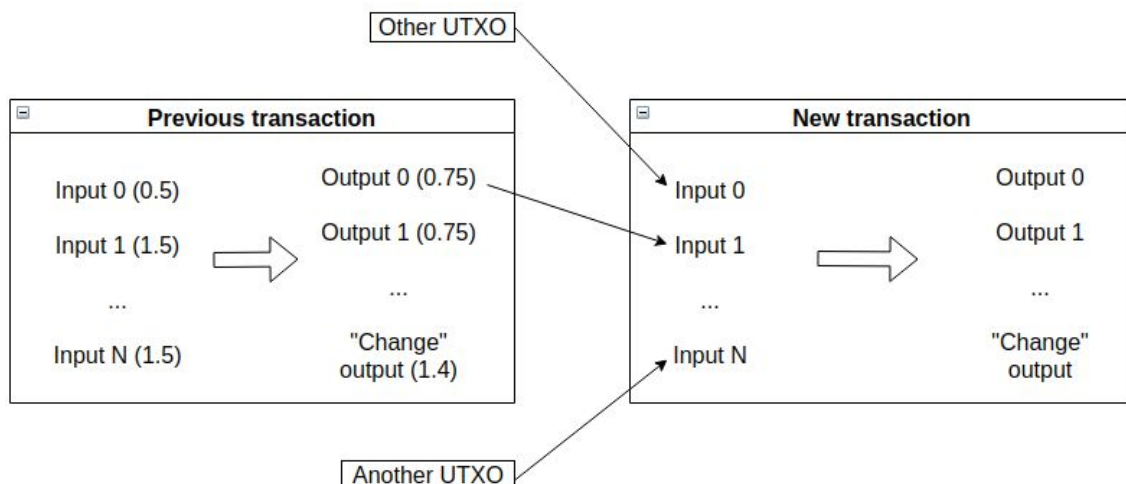 Other UTXO
Previous transaction
Input 0 (0.5)
Input 1 (1.5)
...
Input N (1.5)
Output 0 (0.75)
Output 1 (0.75)
...
"Change"
output (1.4)
New transaction
Input 0
Input 1
...
Input N
Output 0
Output 1
...
"Change"
output
Another UTXO